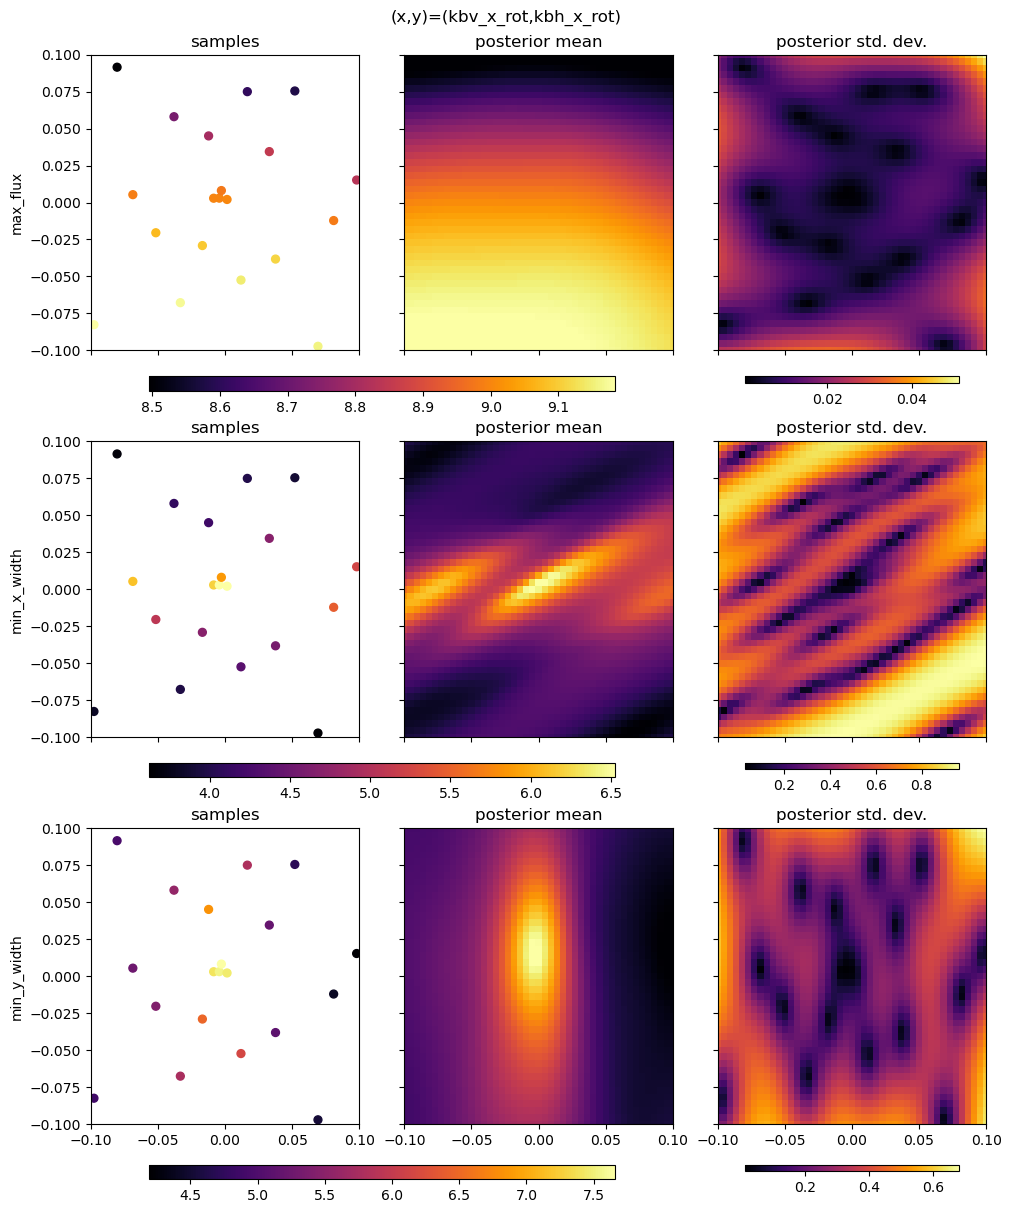 (x,y)=(kbv_x_rot,kbh_x_rot)
samples posterior mean posterior std. dev.
max_flux
0.100
0.075
0.050
0.025
0.000
−0.025
−0.050
−0.075
−0.100
8.5 8.6 8.7 8.8 8.9 9.0 9.1 0.02 0.04
samples posterior mean posterior std. dev.
min_x_width
0.100
0.075
0.050
0.025
0.000
−0.025
−0.050
−0.075
−0.100
4.0 4.5 5.0 5.5 6.0 6.5 0.2 0.4 0.6 0.8
samples posterior mean posterior std. dev.
min_y_width
0.100
0.075
0.050
0.025
0.000
−0.025
−0.050
−0.075
−0.100
−0.10 −0.05 0.00 0.05 0.10 −0.10 −0.05 0.00 0.05 0.10 −0.10 −0.05 0.00 0.05 0.10
4.5 5.0 5.5 6.0 6.5 7.0 7.5 0.2 0.4 0.6